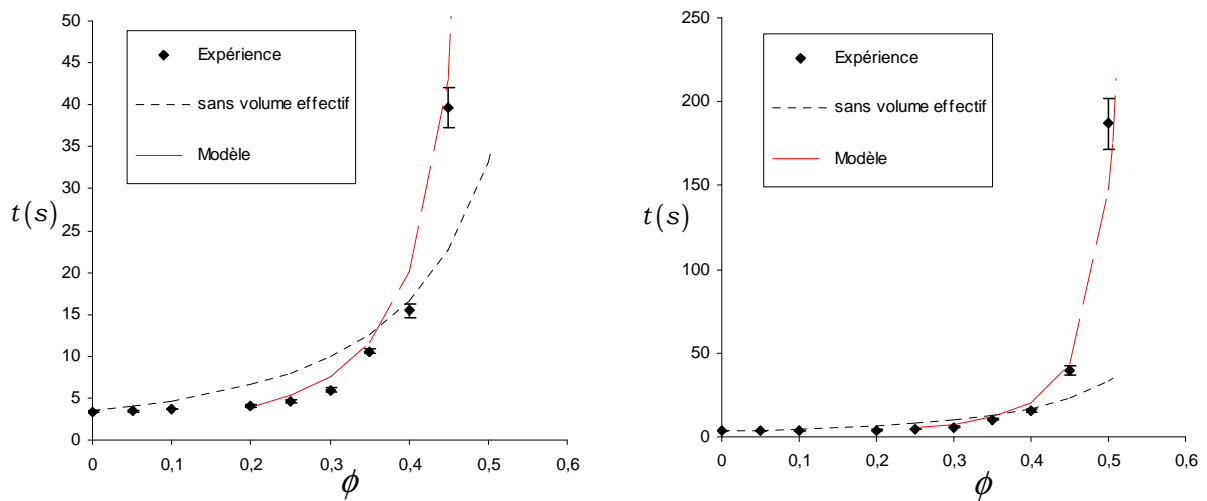 50
45
40
35
30
25
20
15
10
5
0
t(s)
Expérience
sans volume effectif
Modèle
0 0,1 0,2 0,3 0,4 0,5 0,6
ϕ
250
200
150
100
50
0
t(s)
Expérience
sans volume effectif
Modèle
0 0,1 0,2 0,3 0,4 0,5 0,6
ϕ